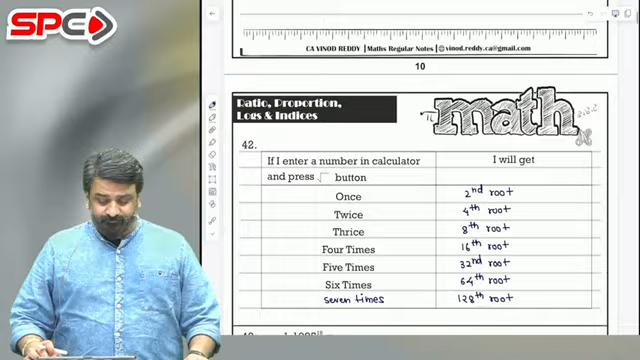 SPC
CA VINOD REDDY | Maths Regular Notes | vinod.reddy.ca@gmail.com
10
Ratio, Proportion,
Logs & Indices
math
42.
If I enter a number in calculator and press √ button
I will get
Once 2nd root
Twice 4th root
Thrice 8th root
Four Times 16th root
Five Times 32nd root
Six Times 64th root
seven times 128th root